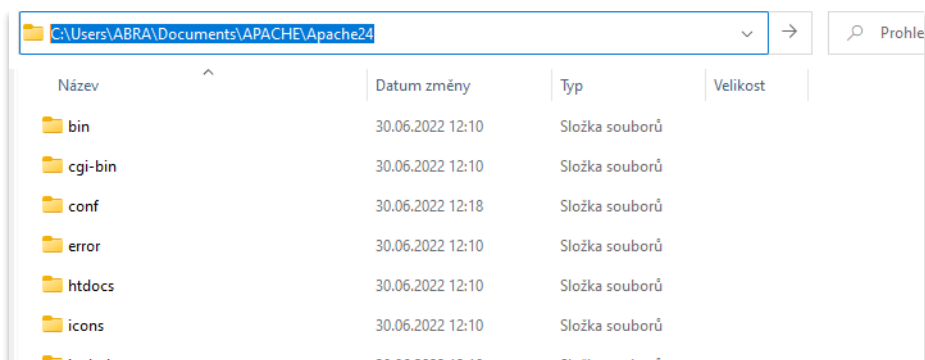 C:\Users\ABRA\Documents\APACHE\Apache24 Prohle
Název Datum změny Typ Velikost
bin 30.06.2022 12:10 Složka souborů
cgi-bin 30.06.2022 12:10 Složka souborů
conf 30.06.2022 12:18 Složka souborů
error 30.06.2022 12:10 Složka souborů
htdocs 30.06.2022 12:10 Složka souborů
icons 30.06.2022 12:10 Složka souborů